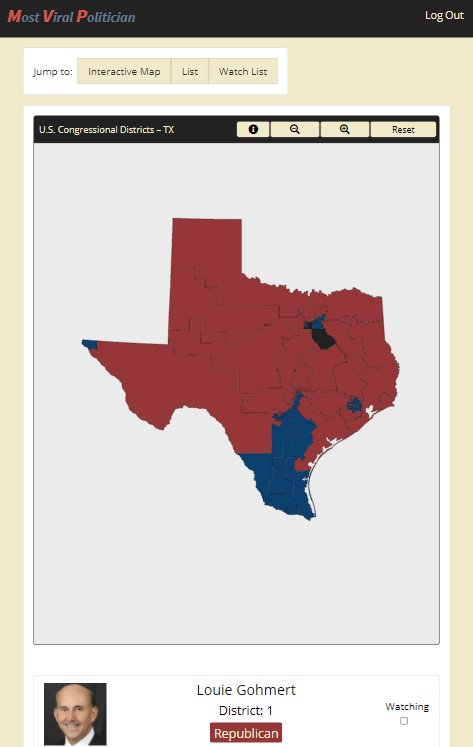 Most Viral Politician
Log Out
Jump to: Interactive Map List Watch List
U.S. Congressional Districts – TX Reset
Louie Gohmert
District: 1
Watching
Republican